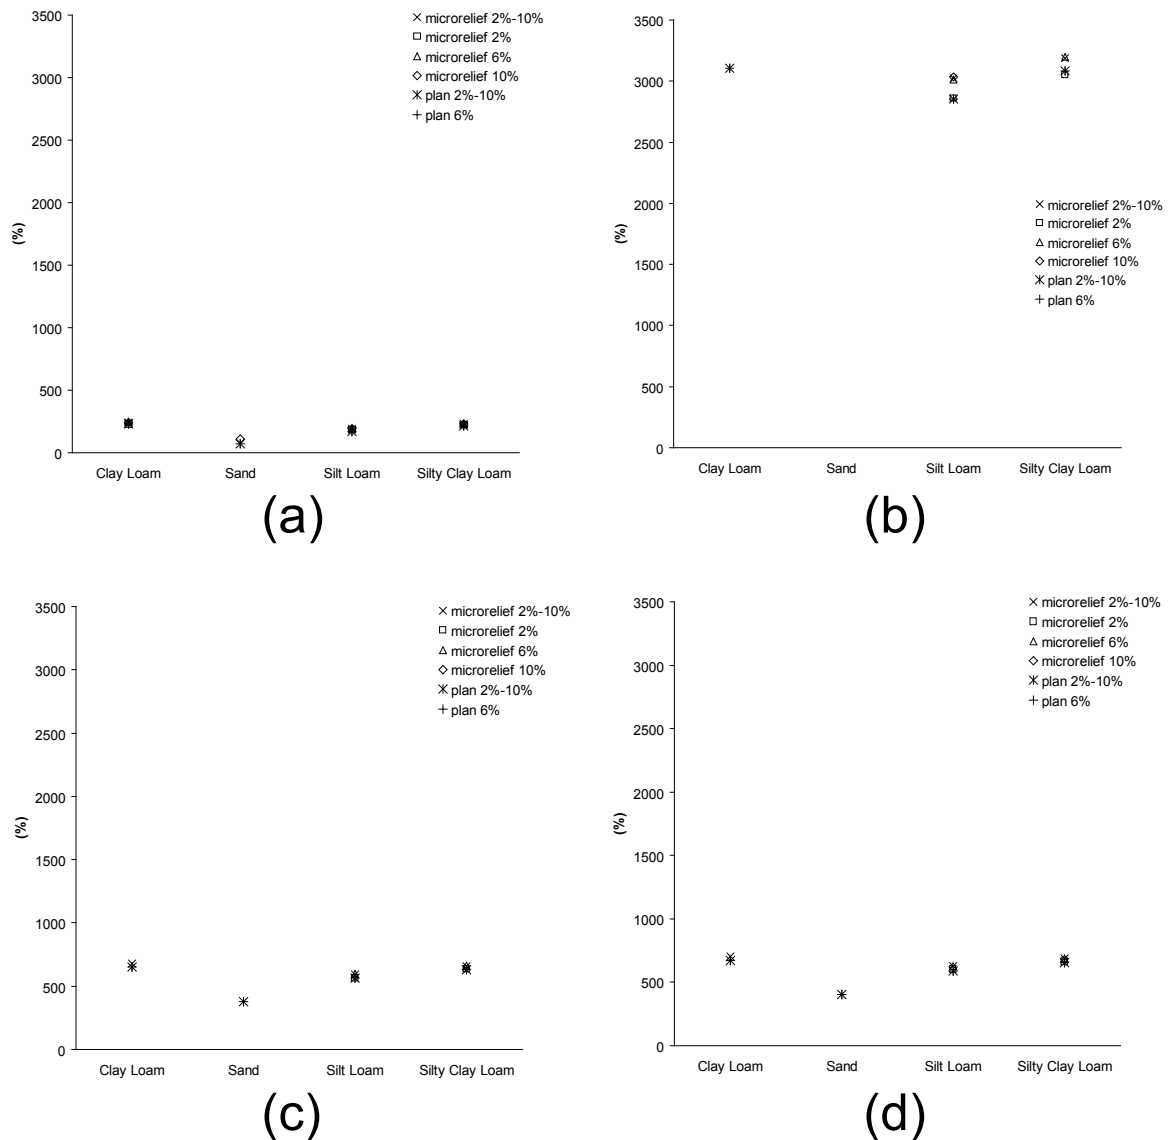 3500
3000
2500
2000
1500
1000
500
0
(%)
microrelief 2%-10%
microrelief 2%
microrelief 6%
microrelief 10%
plan 2%-10%
plan 6%
Clay Loam Sand Silt Loam Silty Clay Loam
(a)
3500
3000
2500
2000
1500
1000
500
0
(%)
microrelief 2%-10%
microrelief 2%
microrelief 6%
microrelief 10%
plan 2%-10%
plan 6%
Clay Loam Sand Silt Loam Silty Clay Loam
(b)
3500
3000
2500
2000
1500
1000
500
0
(%)
microrelief 2%-10%
microrelief 2%
microrelief 6%
microrelief 10%
plan 2%-10%
plan 6%
Clay Loam Sand Silt Loam Silty Clay Loam
(c)
3500
3000
2500
2000
1500
1000
500
0
(%)
microrelief 2%-10%
microrelief 2%
microrelief 6%
microrelief 10%
plan 2%-10%
plan 6%
Clay Loam Sand Silt Loam Silty Clay Loam
(d)